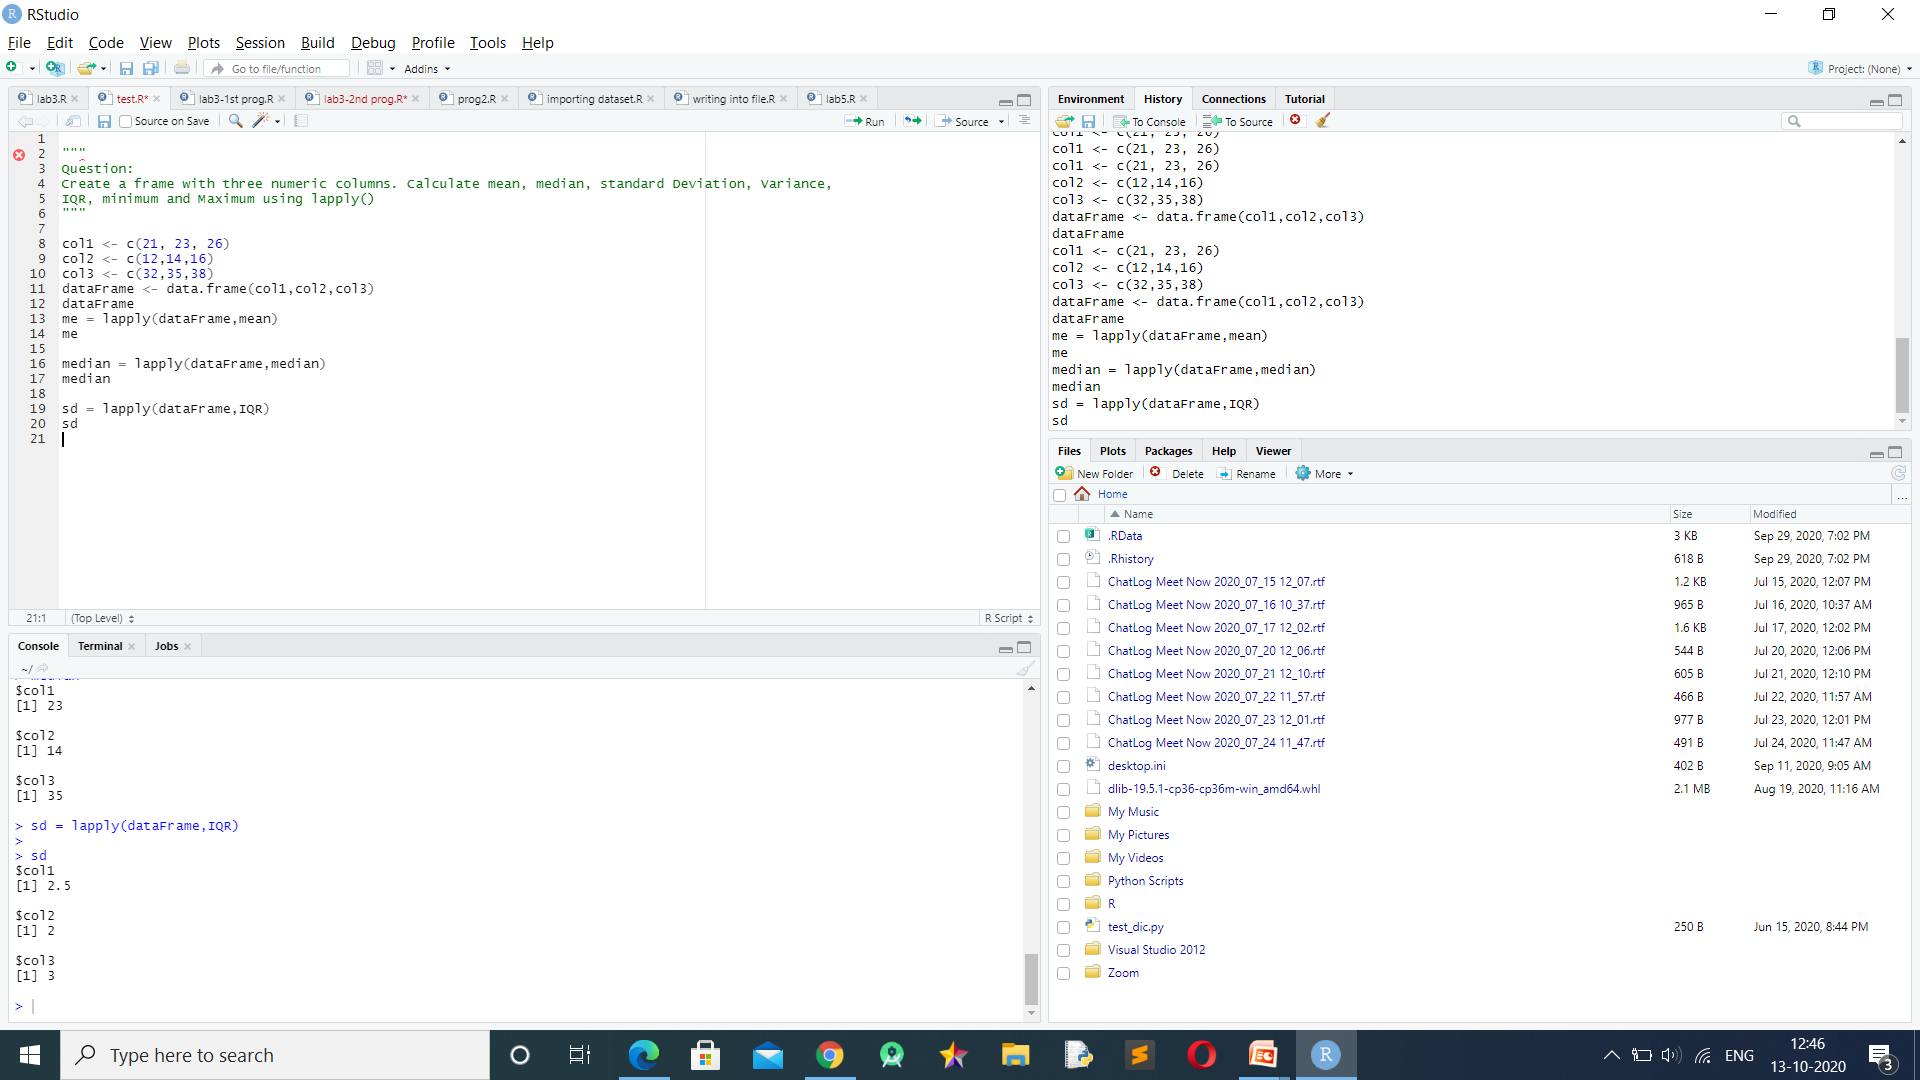 RStudio
File Edit Code View Plots Session Build Debug Profile Tools Help
Go to file/function Addins Project: (None)
lab3.R test.R* lab3-1st prog.R lab3-2nd prog.R* prog2.R importing dataset.R writing into file.R lab5.R
Source on Save Run Source
1
2 """
3 Question:
4 Create a frame with three numeric columns. Calculate mean, median, standard Deviation, Variance,
5 IQR, minimum and Maximum using lapply()
6 """
7
8 col1 <- c(21, 23, 26)
9 col2 <- c(12,14,16)
10 col3 <- c(32,35,38)
11 dataFrame <- data.frame(col1,col2,col3)
12 dataFrame
13 me = lapply(dataFrame,mean)
14 me
15
16 median = lapply(dataFrame,median)
17 median
18
19 sd = lapply(dataFrame,IQR)
20 sd
21
21:1 (Top Level) R Script
Console Terminal Jobs
~/
$col1
[1] 23
$col2
[1] 14
$col3
[1] 35
> sd = lapply(dataFrame,IQR)
>
> sd
$col1
[1] 2.5
$col2
[1] 2
$col3
[1] 3
>
Environment History Connections Tutorial
To Console To Source
col1 <- c(21, 23, 26)
col1 <- c(21, 23, 26)
col1 <- c(21, 23, 26)
col2 <- c(12,14,16)
col3 <- c(32,35,38)
dataFrame <- data.frame(col1,col2,col3)
dataFrame
col1 <- c(21, 23, 26)
col2 <- c(12,14,16)
col3 <- c(32,35,38)
dataFrame <- data.frame(col1,col2,col3)
dataFrame
me = lapply(dataFrame,mean)
me
median = lapply(dataFrame,median)
median
sd = lapply(dataFrame,IQR)
sd
Files Plots Packages Help Viewer
New Folder Delete Rename More
Home ...
Name Size Modified
.RData 3 KB Sep 29, 2020, 7:02 PM
.Rhistory 618 B Sep 29, 2020, 7:02 PM
ChatLog Meet Now 2020_07_15 12_07.rtf 1.2 KB Jul 15, 2020, 12:07 PM
ChatLog Meet Now 2020_07_16 10_37.rtf 965 B Jul 16, 2020, 10:37 AM
ChatLog Meet Now 2020_07_17 12_02.rtf 1.6 KB Jul 17, 2020, 12:02 PM
ChatLog Meet Now 2020_07_20 12_06.rtf 544 B Jul 20, 2020, 12:06 PM
ChatLog Meet Now 2020_07_21 12_10.rtf 605 B Jul 21, 2020, 12:10 PM
ChatLog Meet Now 2020_07_22 11_57.rtf 466 B Jul 22, 2020, 11:57 AM
ChatLog Meet Now 2020_07_23 12_01.rtf 977 B Jul 23, 2020, 12:01 PM
ChatLog Meet Now 2020_07_24 11_47.rtf 491 B Jul 24, 2020, 11:47 AM
desktop.ini 402 B Sep 11, 2020, 9:05 AM
dlib-19.5.1-cp36-cp36m-win_amd64.whl 2.1 MB Aug 19, 2020, 11:16 AM
My Music
My Pictures
My Videos
Python Scripts
R
test_dic.py 250 B Jun 15, 2020, 8:44 PM
Visual Studio 2012
Zoom
Type here to search
ENG
12:46
13-10-2020
3